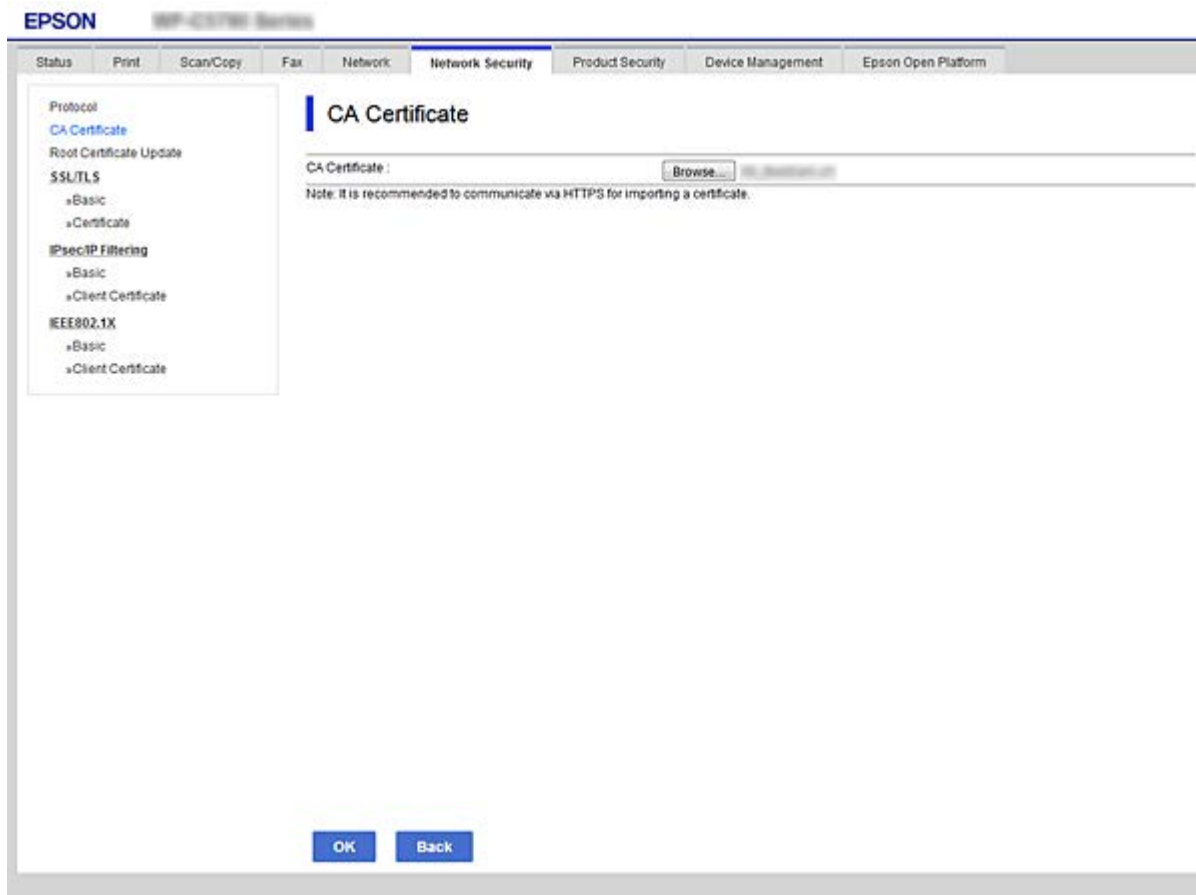 EPSON
Status Print Scan/Copy Fax Network Network Security Product Security Device Management Epson Open Platform
Protocol
CA Certificate
Root Certificate Update
SSL/TLS
»Basic
»Certificate
IPsec/IP Filtering
»Basic
»Client Certificate
IEEE802.1X
»Basic
»Client Certificate
CA Certificate
CA Certificate :
Browse...
Note: It is recommended to communicate via HTTPS for importing a certificate.
OK Back